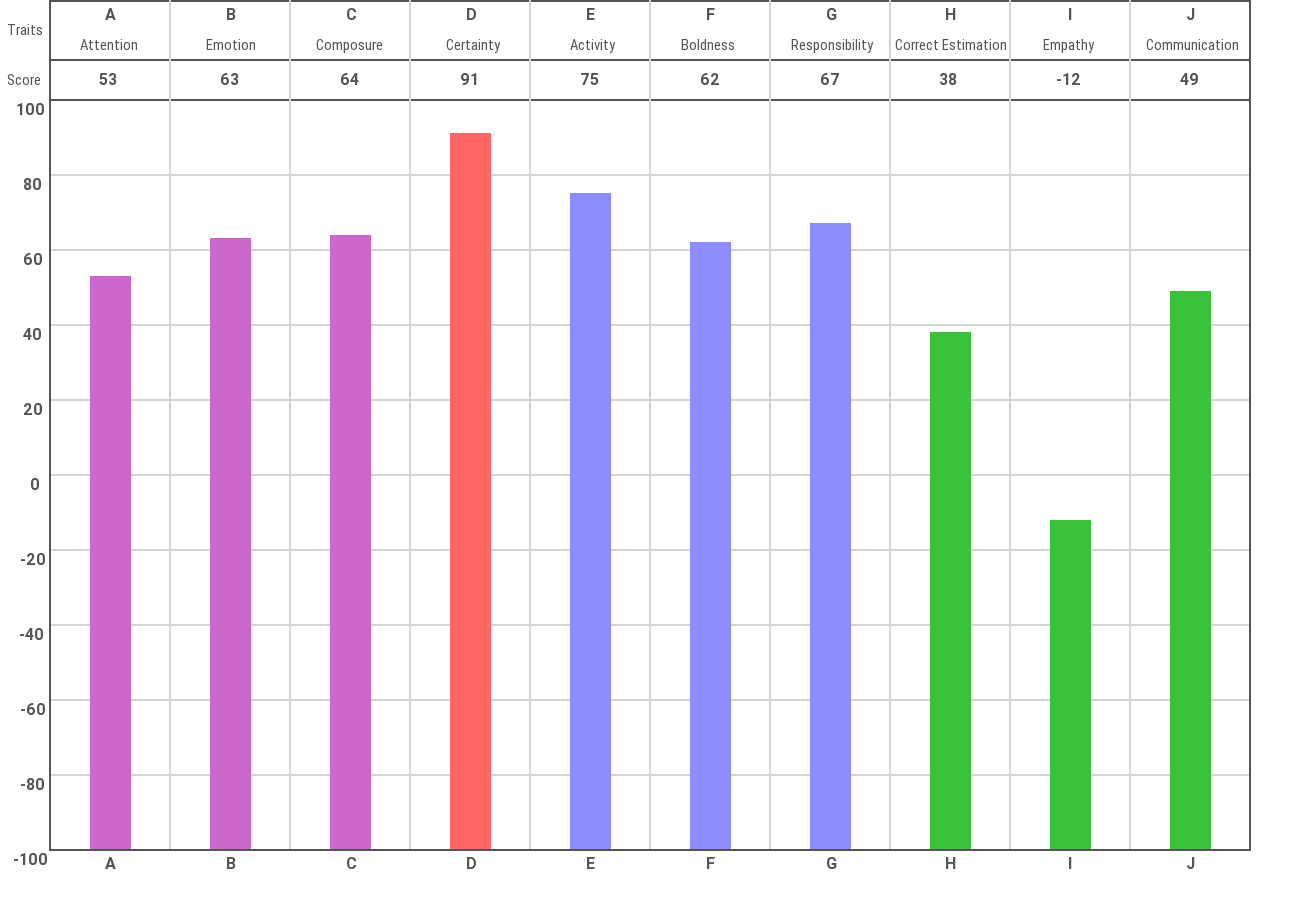 A B C D E F G H I J
Traits
Attention Emotion Composure Certainty Activity Boldness Responsibility Correct Estimation Empathy Communication
Score 53 63 64 91 75 62 67 38 -12 49
100
80
60
40
20
0
-20
-40
-60
-80
-100
A B C D E F G H I J